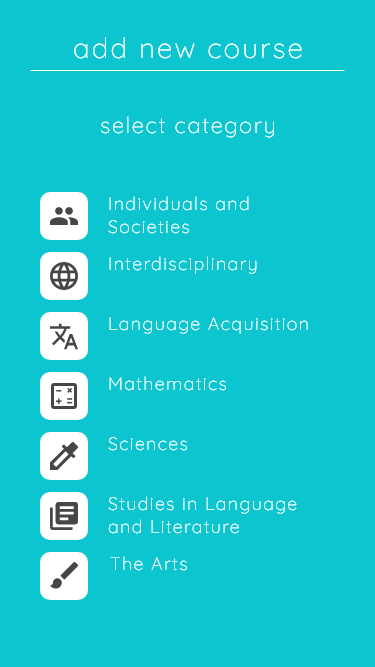 add new course
select category
Individuals and
Societies
Interdisciplinary
Language Acquisition
Mathematics
Sciences
Studies in Language
and Literature
The Arts